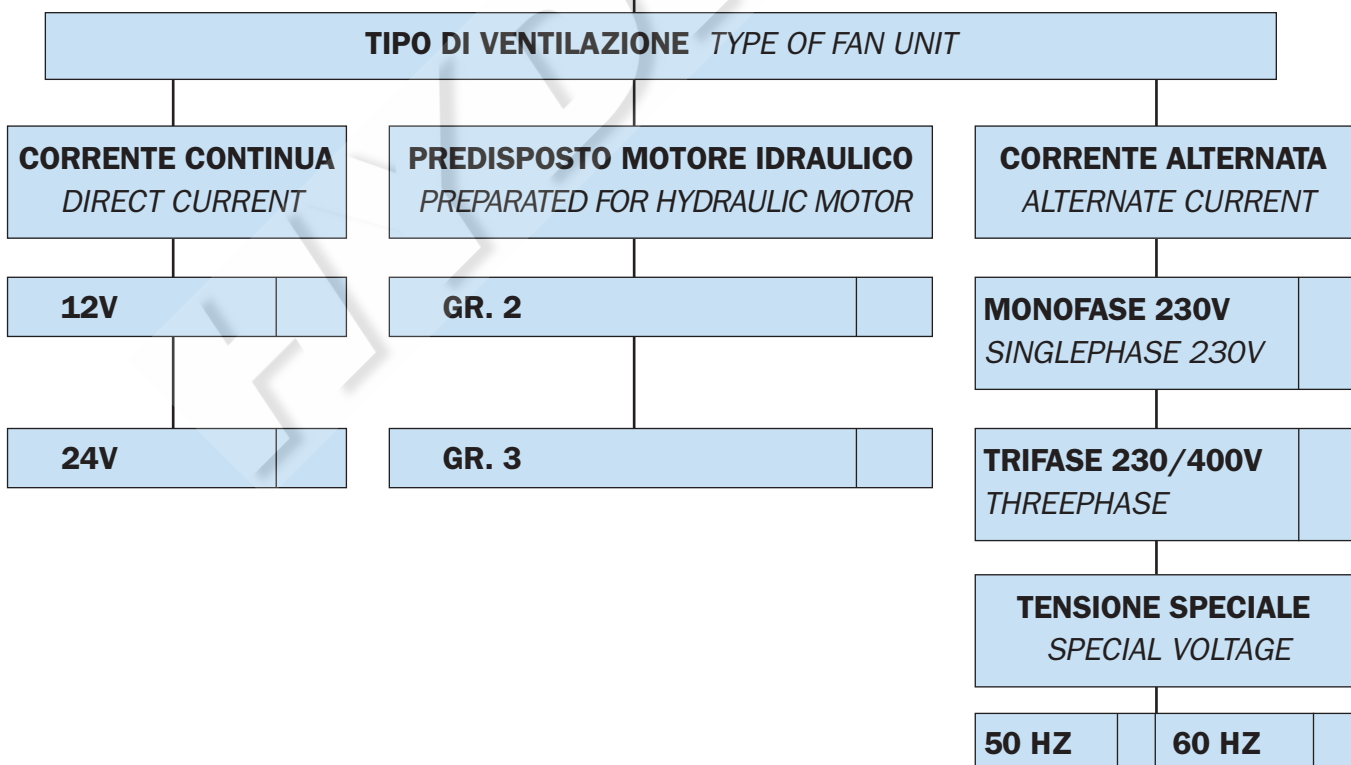 TIPO DI VENTILAZIONE TYPE OF FAN UNIT
CORRENTE CONTINUA
DIRECT CURRENT
12V
24V
PREDISPOSTO MOTORE IDRAULICO
PREPARATED FOR HYDRAULIC MOTOR
GR. 2
GR. 3
CORRENTE ALTERNATA
ALTERNATE CURRENT
MONOFASE 230V
SINGLEPHASE 230V
TRIFASE 230/400V
THREEPHASE
TENSIONE SPECIALE
SPECIAL VOLTAGE
50 HZ
60 HZ